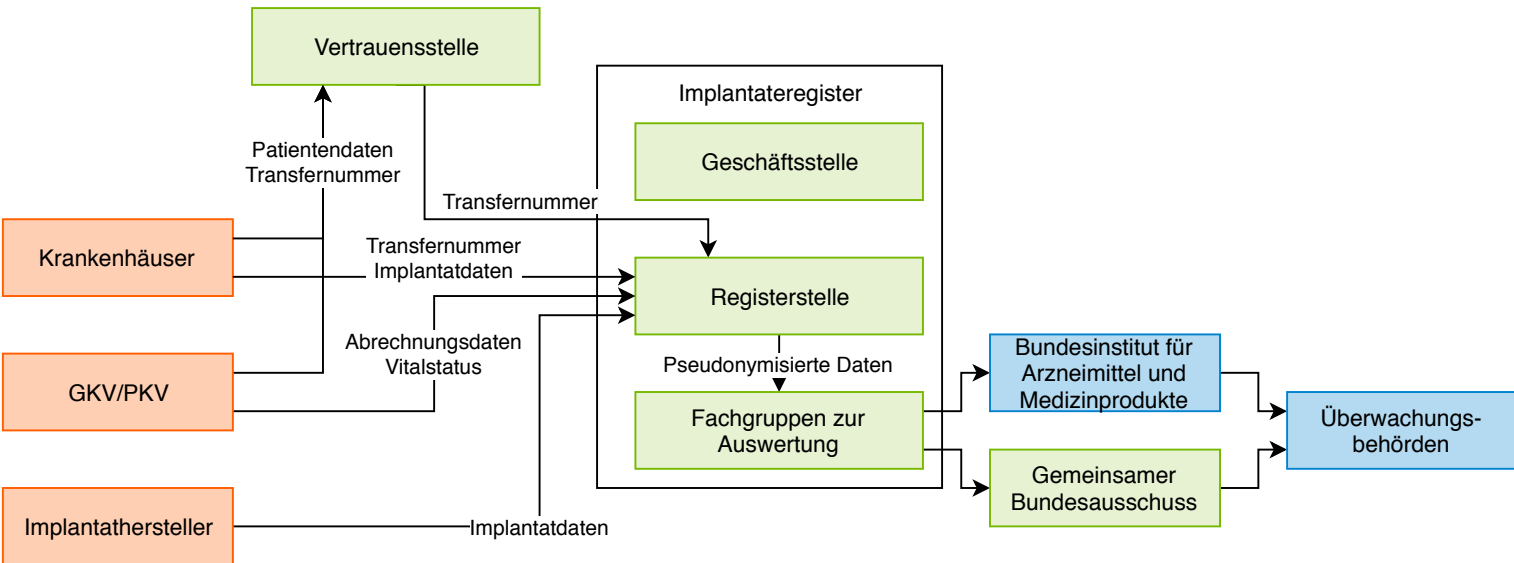 Vertrauensstelle
Implantateregister
Geschäftsstelle
Patientendaten
Transfernummer
Transfernummer
Krankenhäuser
Transfernummer
Implantatdaten
Registerstelle
Abrechnungsdaten
Vitalstatus
GKV/PKV
Pseudonymisierte Daten
Fachgruppen zur
Auswertung
Bundesinstitut für
Arzneimittel und
Medizinprodukte
Überwachungs-
behörden
Gemeinsamer
Bundesausschuss
Implantathersteller
Implantatdaten